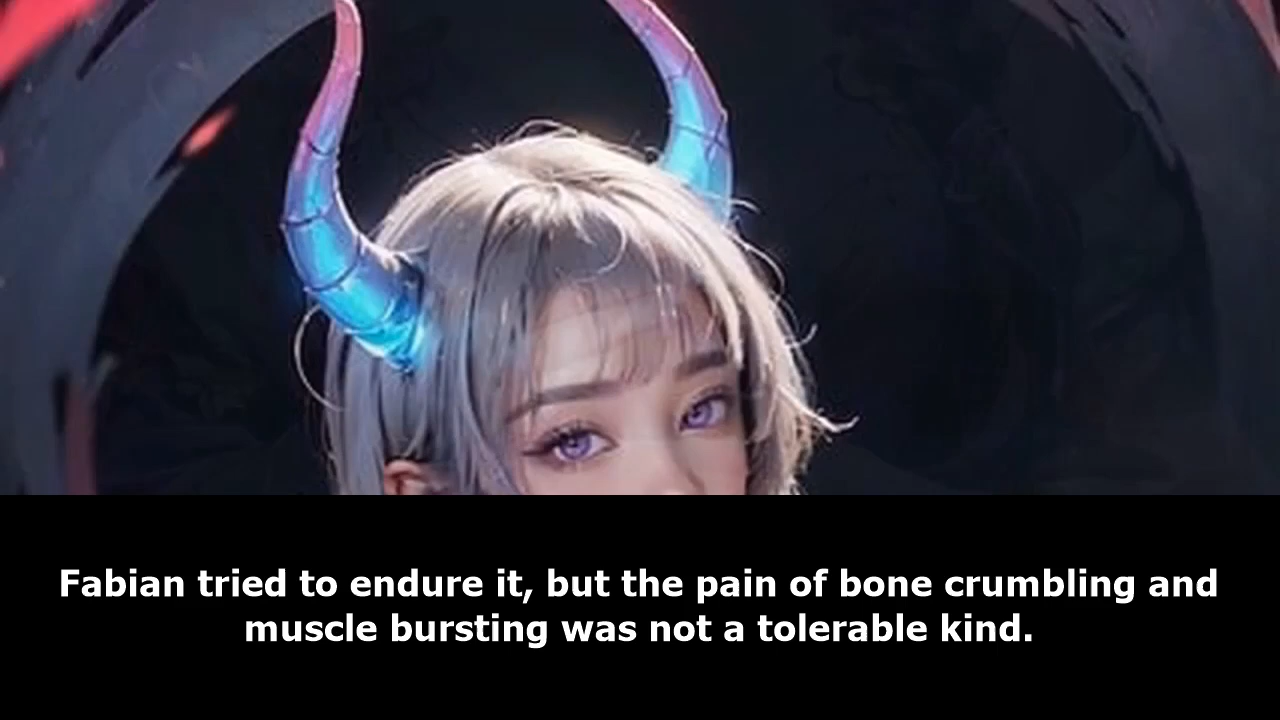 Fabian tried to endure it, but the pain of bone crumbling and
muscle bursting was not a tolerable kind.